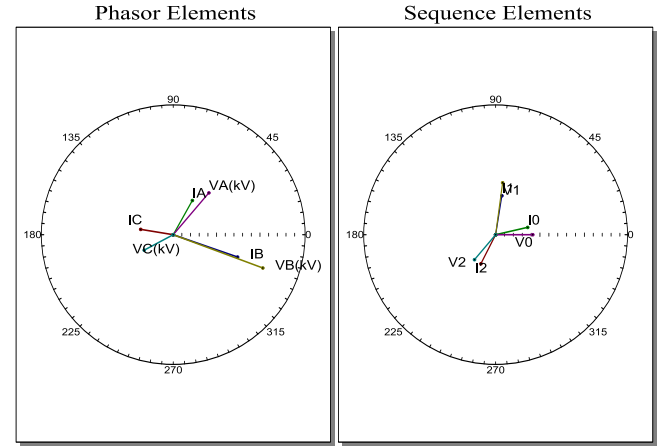 Phasor Elements
90
135
45
VA(kV)
IA
IC
180
0
VC(kV)
IB
VB(kV)
225
315
270
Sequence Elements
90
135
45
V1
I0
180
0
V0
V2
I2
225
315
270